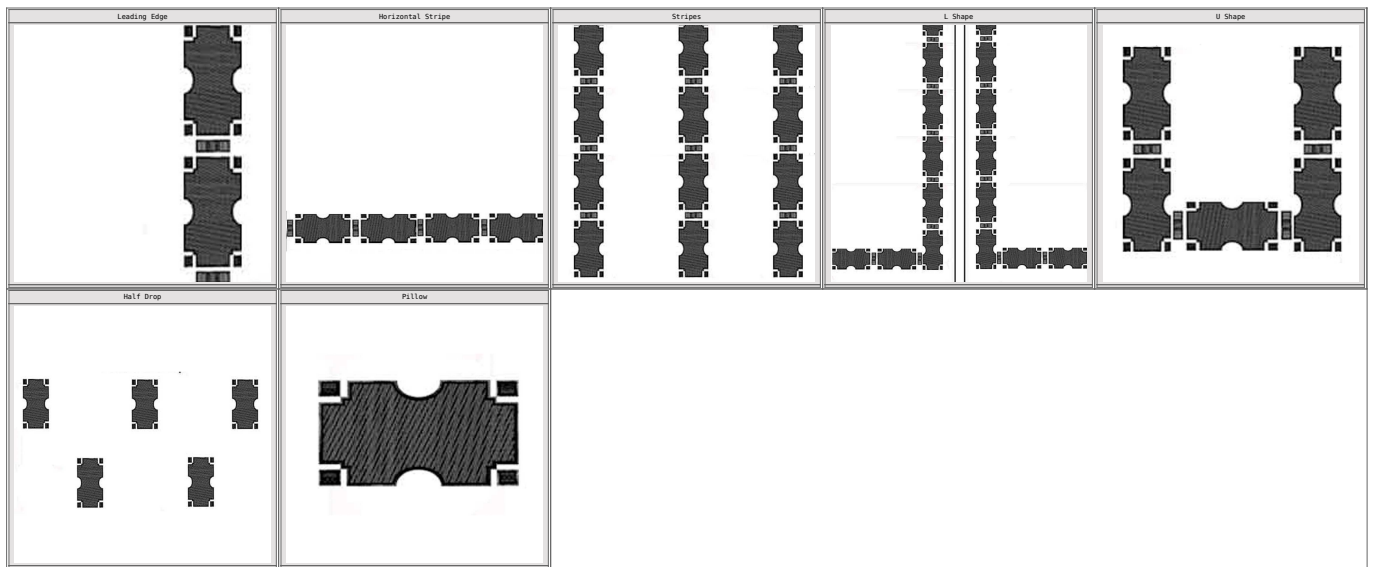 Leading Edge
Horizontal Stripe
Stripes
L Shape
U Shape
Half Drop
Pillow